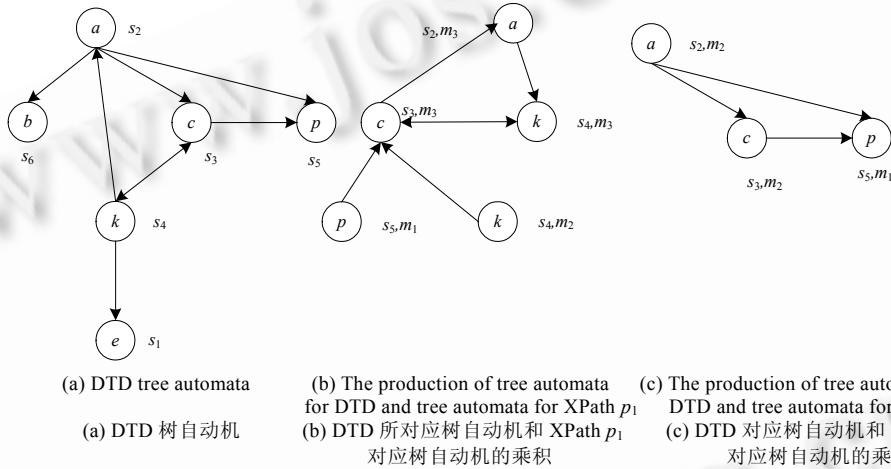 a s₂
b s₆
c s₃
p s₅
k s₄
e s₁
a s₂,m₃
c s₃,m₃
k s₄,m₃
p s₅,m₁
k s₄,m₂
a s₂,m₂
c s₃,m₂
p s₅,m₁
(a) DTD tree automata
(a) DTD 树自动机
(b) The production of tree automata
for DTD and tree automata for XPath p₁
(b) DTD 所对应树自动机和 XPath p₁
对应树自动机的乘积
(c) The production of tree auto
DTD and tree automata for
(c) DTD 对应自动机和
对应树自动机的乘
www.jos.